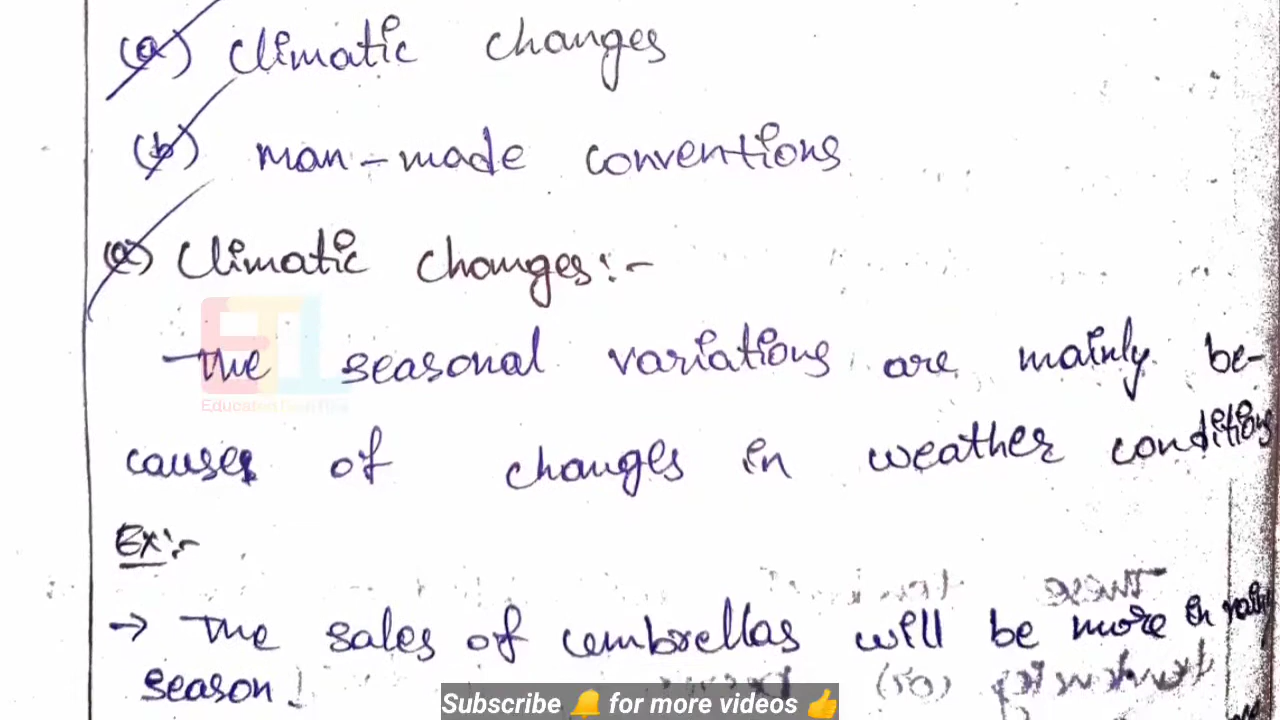 (a) climatic changes
(b) man-made conventions
(a) climatic changes:-
The seasonal variations are mainly be-
causes of changes in weather conditions
Ex:-
→ The sales of umbrellas will be more in rainy
season.
Subscribe 🔔 for more videos 👍